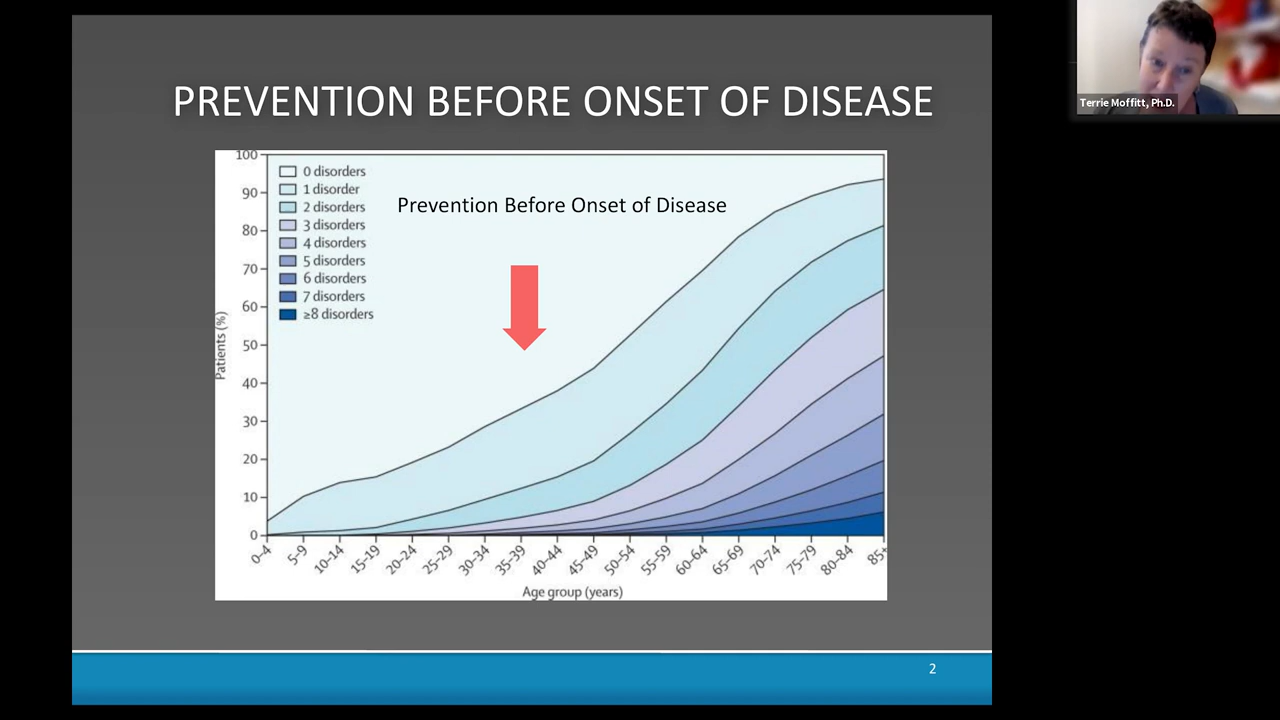 PREVENTION BEFORE ONSET OF DISEASE
Terrie Moffitt, Ph.D.
Prevention Before Onset of Disease
0 disorders
1 disorder
2 disorders
3 disorders
4 disorders
5 disorders
6 disorders
7 disorders
≥8 disorders
Patients (%)
100
90
80
70
60
50
40
30
20
10
0
0–4
5–9
10–14
15–19
20–24
25–29
30–34
35–39
40–44
45–49
50–54
55–59
60–64
65–69
70–74
75–79
80–84
85+
Age group (years)
2